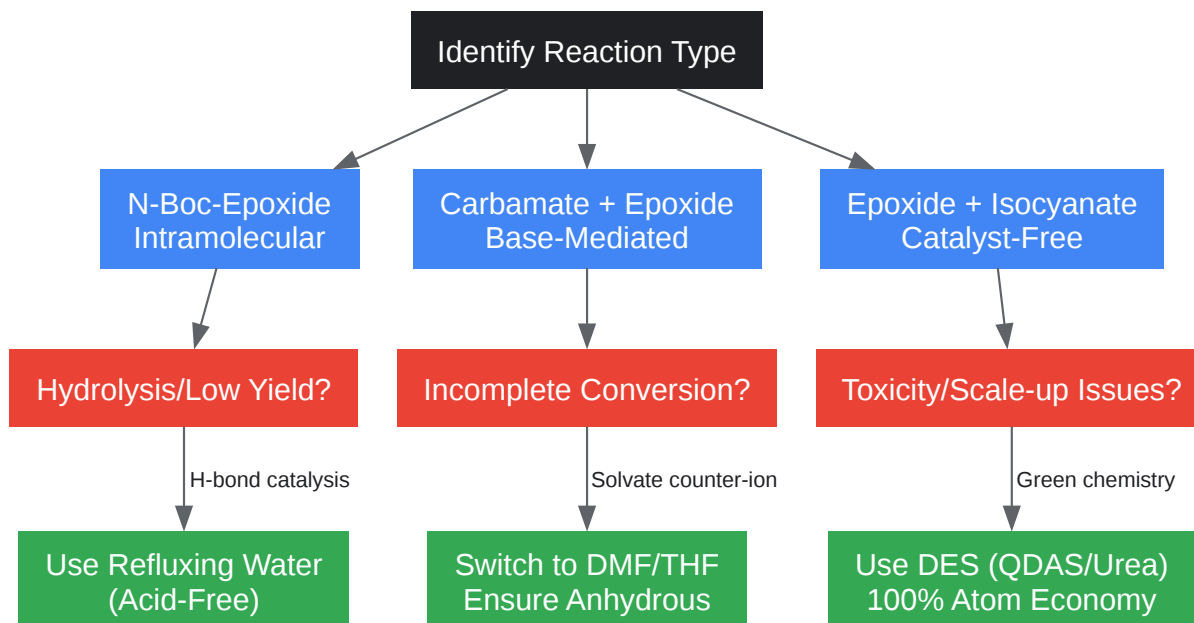 Identify Reaction Type
N-Boc-Epoxide
Intramolecular
Carbamate + Epoxide
Base-Mediated
Epoxide + Isocyanate
Catalyst-Free
Hydrolysis/Low Yield?
Incomplete Conversion?
Toxicity/Scale-up Issues?
H-bond catalysis
Solvate counter-ion
Green chemistry
Use Refluxing Water
(Acid-Free)
Switch to DMF/THF
Ensure Anhydrous
Use DES (QDAS/Urea)
100% Atom Economy